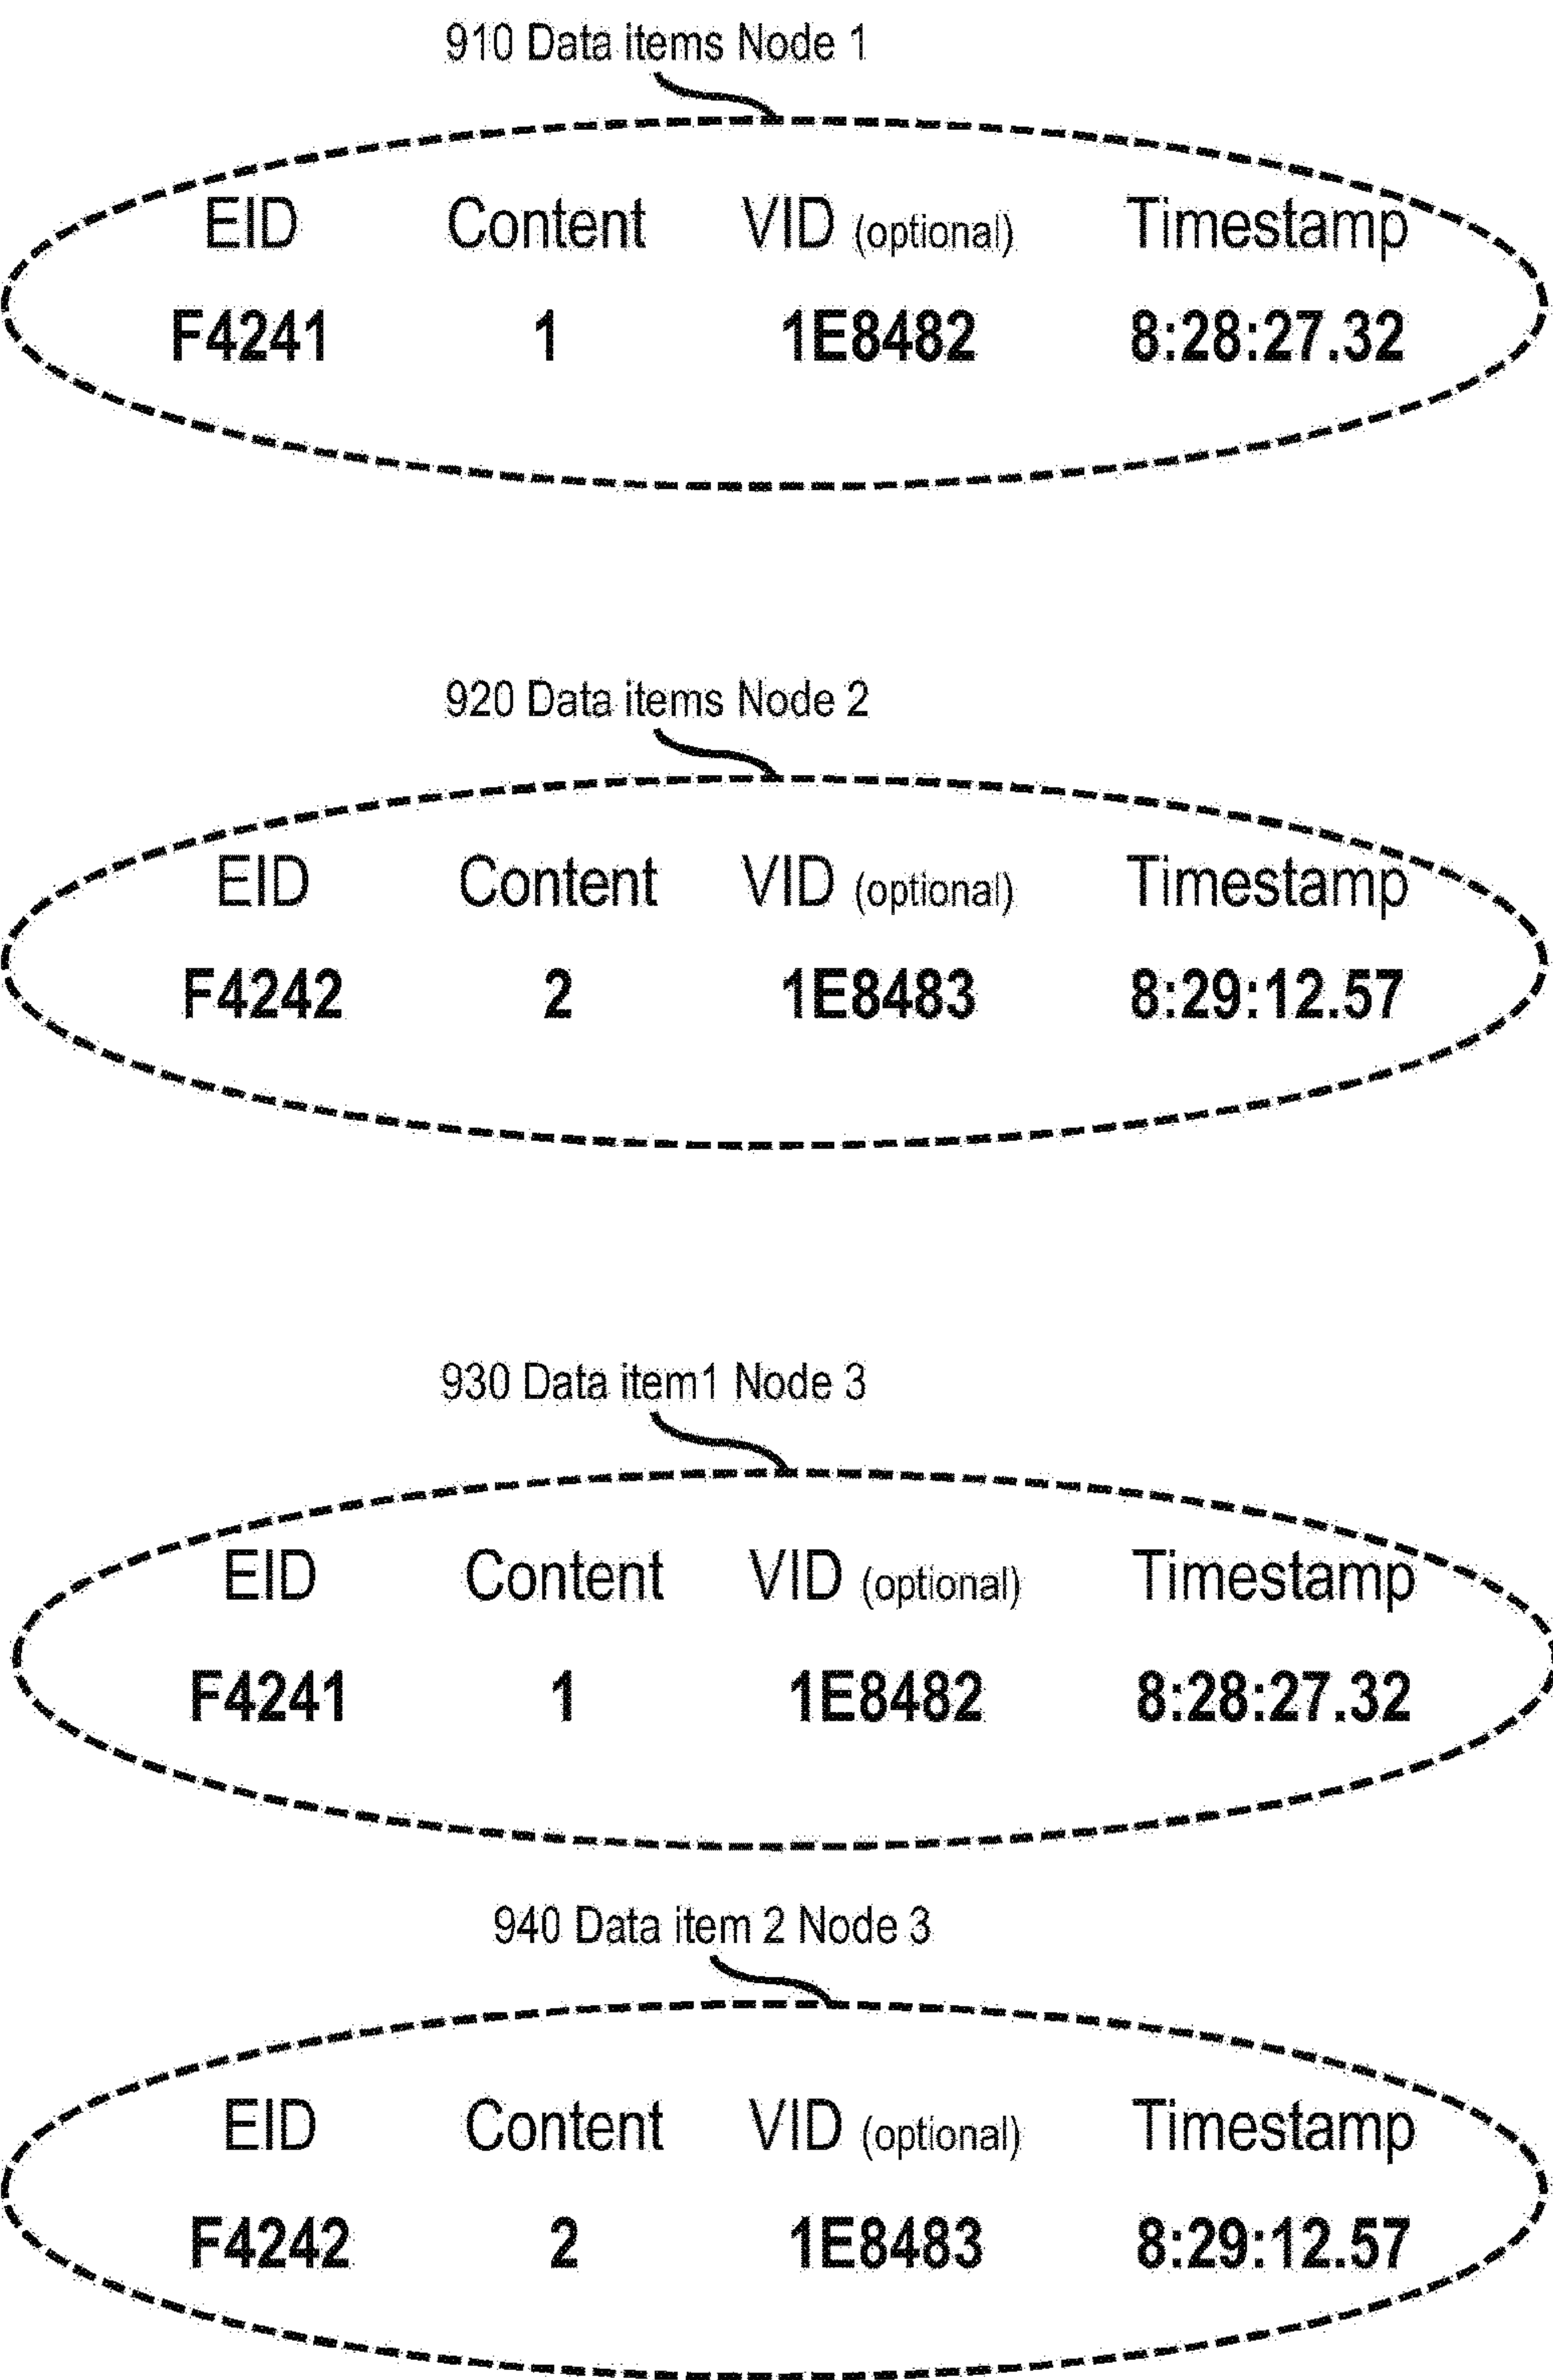 910 Data items Node 1
EID Content VID (optional) Timestamp
F4241 1 1E8482 8:28:27.32
920 Data items Node 2
EID Content VID (optional) Timestamp
F4242 2 1E8483 8:29:12.57
930 Data item1 Node 3
EID Content VID (optional) Timestamp
F4241 1 1E8482 8:28:27.32
940 Data item 2 Node 3
EID Content VID (optional) Timestamp
F4242 2 1E8483 8:29:12.57